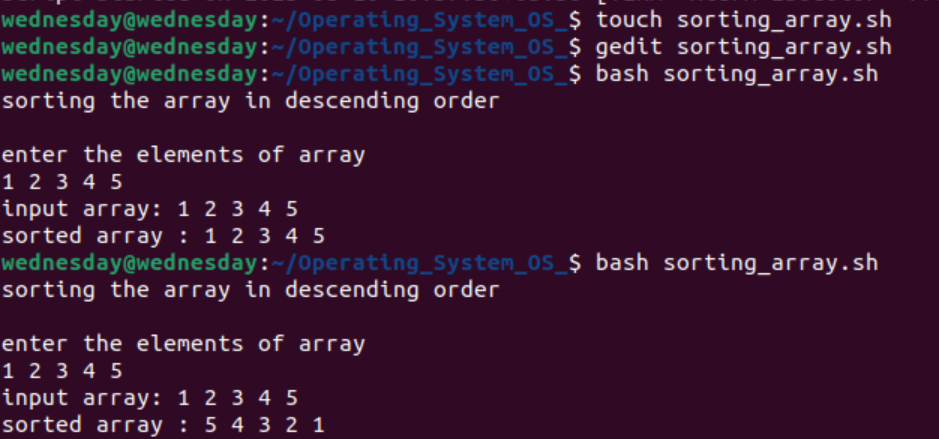 wednesday@wednesday:~/Operating_System_OS_$ touch sorting_array.sh
wednesday@wednesday:~/Operating_System_OS_$ gedit sorting_array.sh
wednesday@wednesday:~/Operating_System_OS_$ bash sorting_array.sh
sorting the array in descending order
enter the elements of array
1 2 3 4 5
input array: 1 2 3 4 5
sorted array : 1 2 3 4 5
wednesday@wednesday:~/Operating_System_OS_$ bash sorting_array.sh
sorting the array in descending order
enter the elements of array
1 2 3 4 5
input array: 1 2 3 4 5
sorted array : 5 4 3 2 1